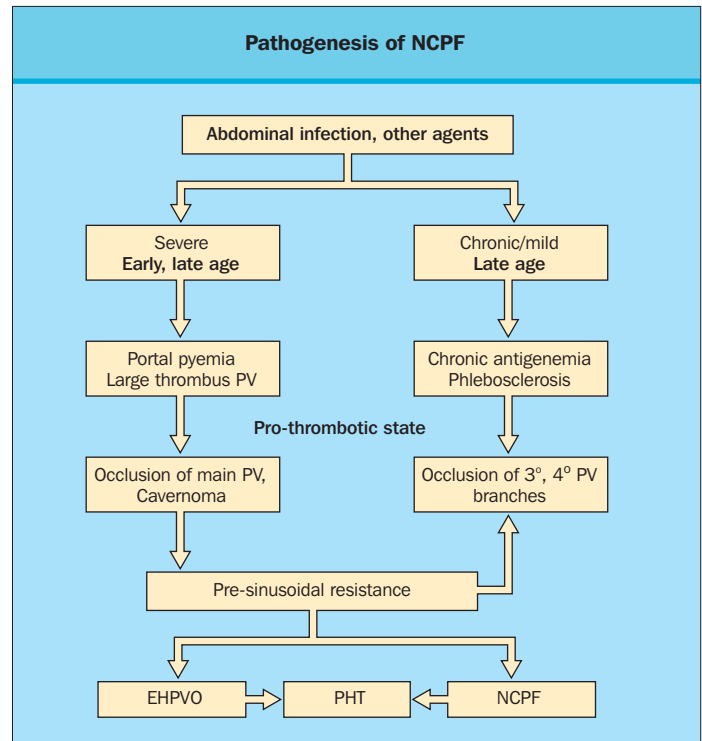 Pathogenesis of NCPF
Abdominal infection, other agents
Severe
Early, late age
Chronic/mild
Late age
Portal pyemia
Large thrombus PV
Chronic antigenemia
Phlebosclerosis
Pro-thrombotic state
Occlusion of main PV,
Cavernoma
Occlusion of 3°, 4° PV
branches
Pre-sinusoidal resistance
EHPVO
PHT
NCPF